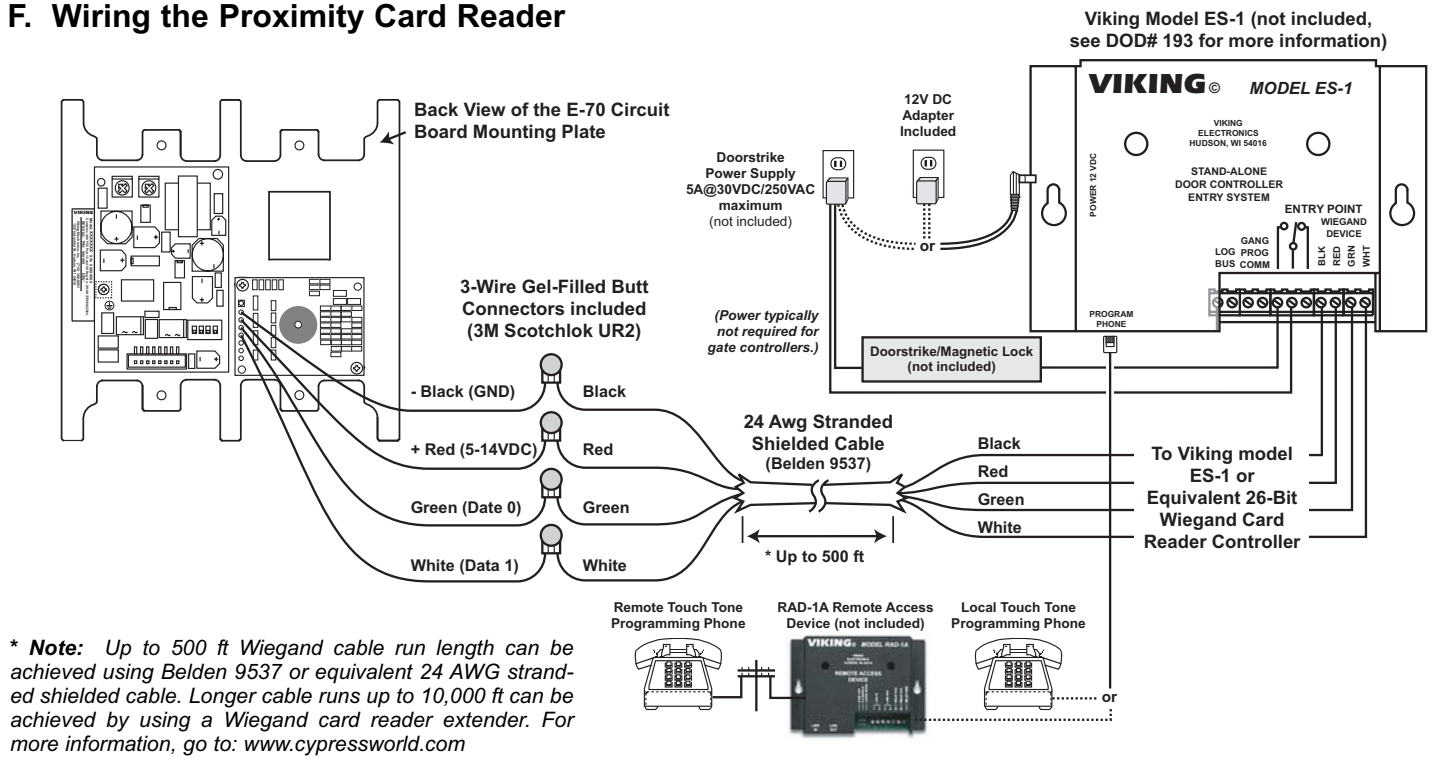 F. Wiring the Proximity Card Reader
Viking Model ES-1 (not included,
see DOD# 193 for more information)
Back View of the E-70 Circuit
Board Mounting Plate
12V DC
Adapter
Included
Doorstrike
Power Supply
5A@30VDC/250VAC
maximum
(not included)
or
VIKING© MODEL ES-1
VIKING
ELECTRONICS
HUDSON, WI 54016
STAND-ALONE
DOOR CONTROLLER
ENTRY SYSTEM
POWER 12 VDC
ENTRY POINT
WIEGAND
DEVICE
GANG
LOG PROG
BUS COMM
BLK
RED
GRN
WHT
PROGRAM
PHONE
VIKING
3-Wire Gel-Filled Butt
Connectors included
(3M Scotchlok UR2)
(Power typically
not required for
gate controllers.)
Doorstrike/Magnetic Lock
(not included)
- Black (GND)
Black
+ Red (5-14VDC)
Red
Green (Date 0)
Green
White (Data 1)
White
24 Awg Stranded
Shielded Cable
(Belden 9537)
* Up to 500 ft
Black
Red
Green
White
To Viking model
ES-1 or
Equivalent 26-Bit
Wiegand Card
Reader Controller
Remote Touch Tone
Programming Phone
RAD-1A Remote Access
Device (not included)
Local Touch Tone
Programming Phone
VIKING© MODEL RAD-1A
REMOTE ACCESS
DEVICE
or
* Note: Up to 500 ft Wiegand cable run length can be
achieved using Belden 9537 or equivalent 24 AWG strand-
ed shielded cable. Longer cable runs up to 10,000 ft can be
achieved by using a Wiegand card reader extender. For
more information, go to: www.cypressworld.com